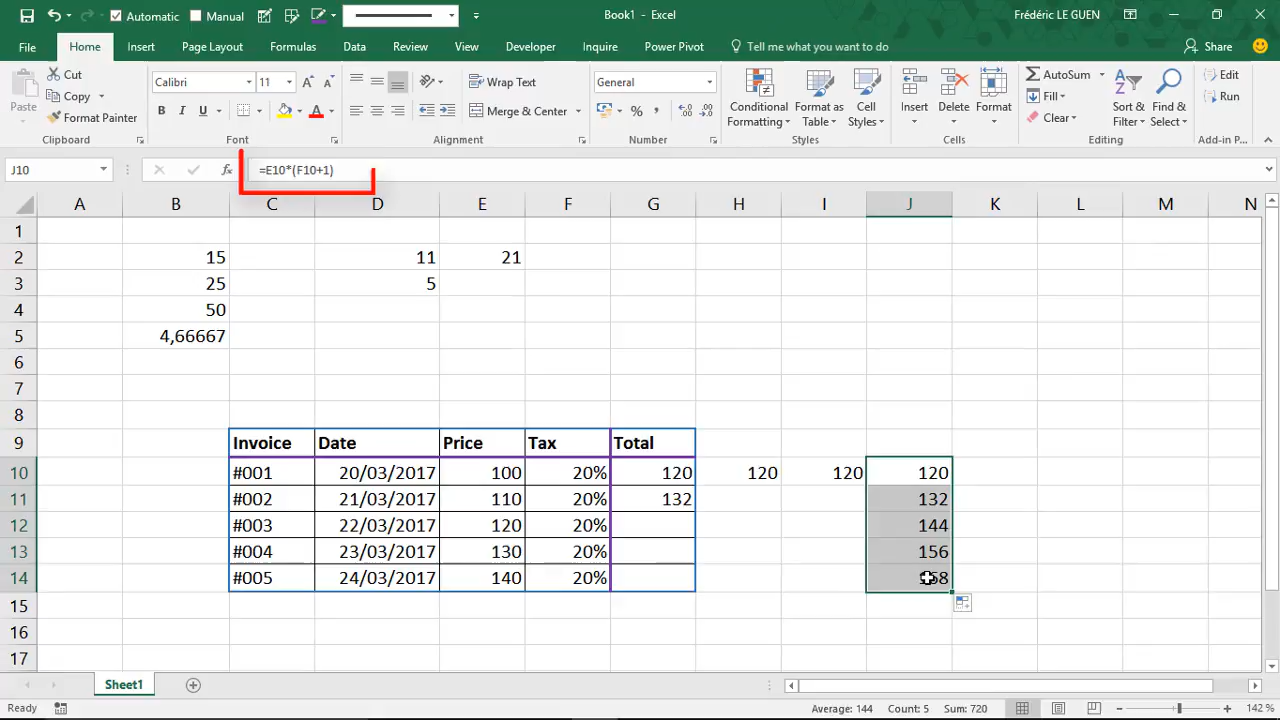 Automatic Manual Book1 - Excel Frédéric LE GUEN
File Home Insert Page Layout Formulas Data Review View Developer Inquire Power Pivot Tell me what you want to do Share
Paste
Cut
Copy
Format Painter
Clipboard
Calibri 11
B I U A
Font
Wrap Text
Merge & Center
Alignment
General
% ,
Number
Conditional Formatting
Format as Table
Cell Styles
Styles
Insert Delete Format
Cells
AutoSum
Fill
Clear
Sort & Filter
Find & Select
Editing
Edit
Run
Add-in P...
J10 fx =E10*(F10+1)
A B C D E F G H I J K L M N
1
2 15 11 21
3 25 5
4 50
5 4,66667
6
7
8
9 Invoice Date Price Tax Total
10 #001 20/03/2017 100 20% 120 120 120 120
11 #002 21/03/2017 110 20% 132 132
12 #003 22/03/2017 120 20% 144
13 #004 23/03/2017 130 20% 156
14 #005 24/03/2017 140 20%
15
16
17
Sheet1
Ready Average: 144 Count: 5 Sum: 720 142 %